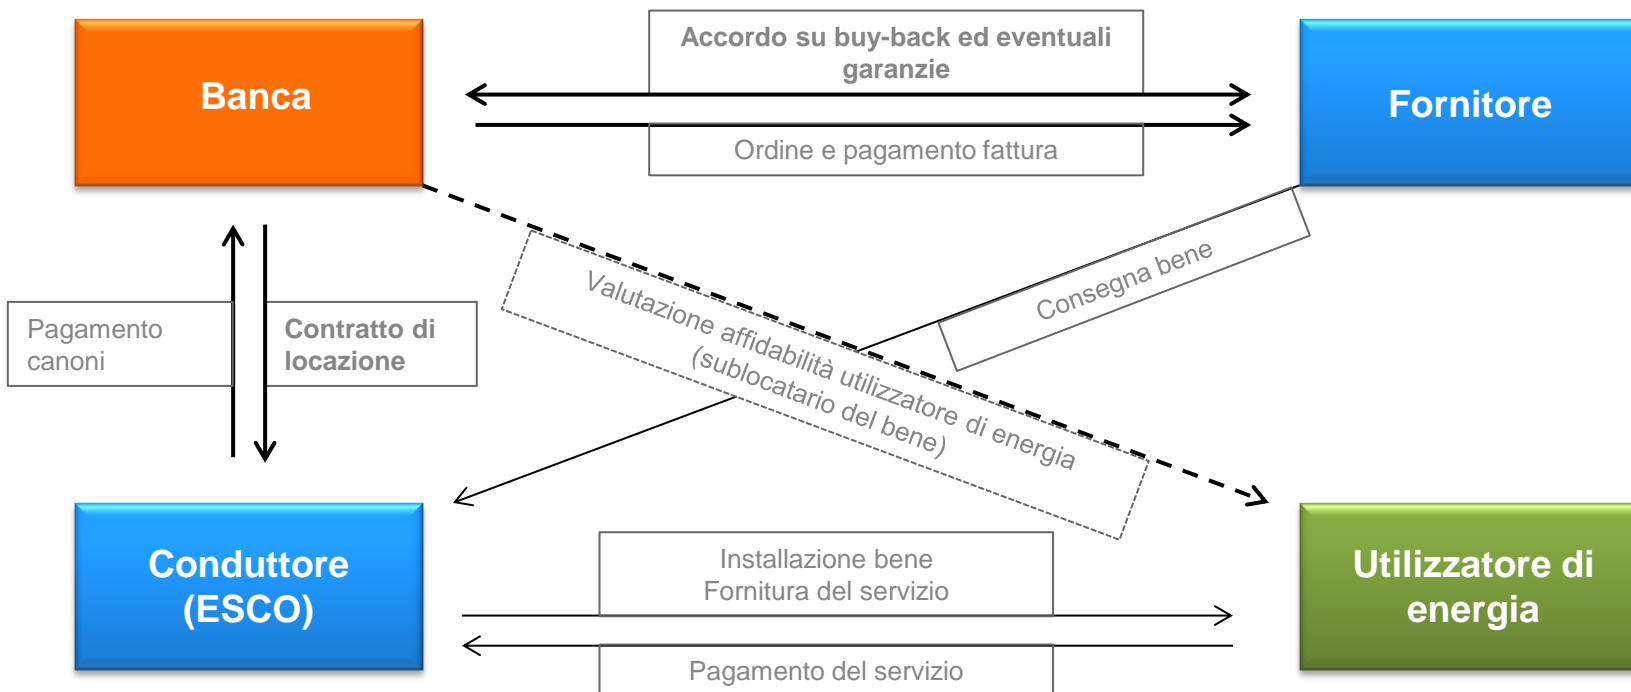 Accordo su buy-back ed eventuali
garanzie
Banca
Fornitore
Ordine e pagamento fattura
Consegna bene
Valutazione affidabilità utilizzatore di energia
(sublocatario del bene)
Pagamento
canoni
Contratto di
locazione
Conduttore
(ESCO)
Installazione bene
Fornitura del servizio
Utilizzatore di
energia
Pagamento del servizio